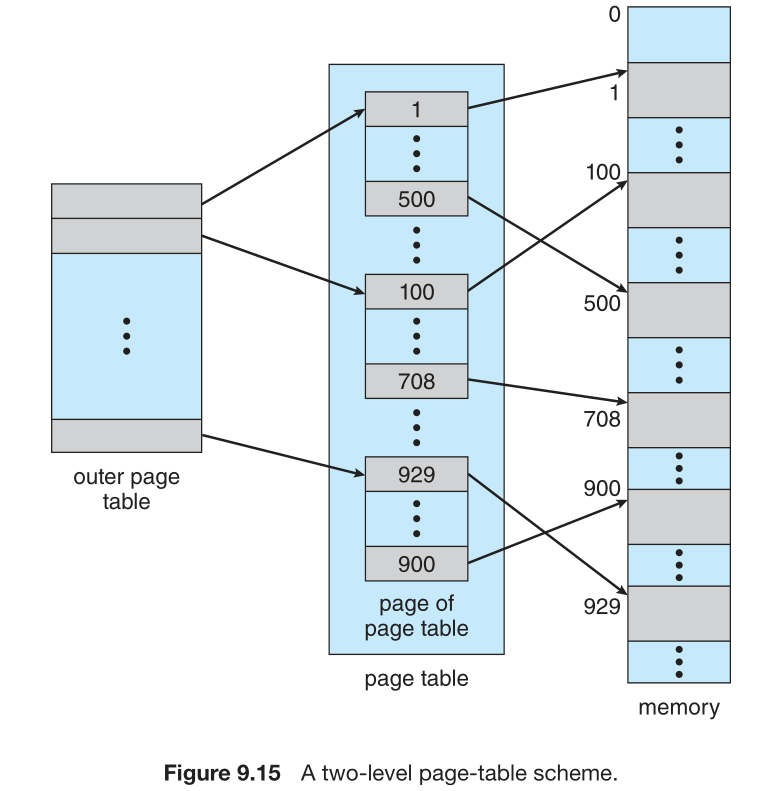 0
1
1
100
500
100
500
708
708
900
929
900
929
outer page
table
page of
page table
page table
memory
Figure 9.15 A two-level page-table scheme.